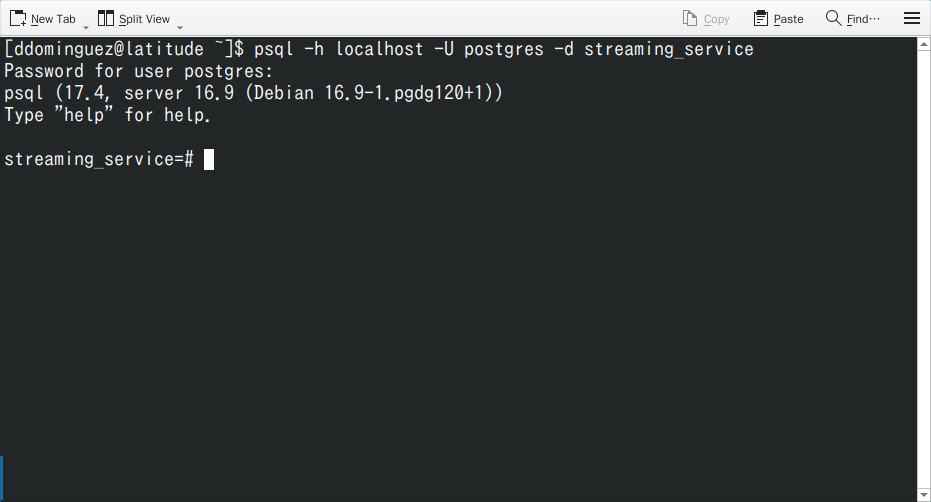 New Tab Split View Copy Paste Find…
[ddominguez@latitude ~]$ psql -h localhost -U postgres -d streaming_service
Password for user postgres:
psql (17.4, server 16.9 (Debian 16.9-1.pgdg120+1))
Type "help" for help.
streaming_service=#